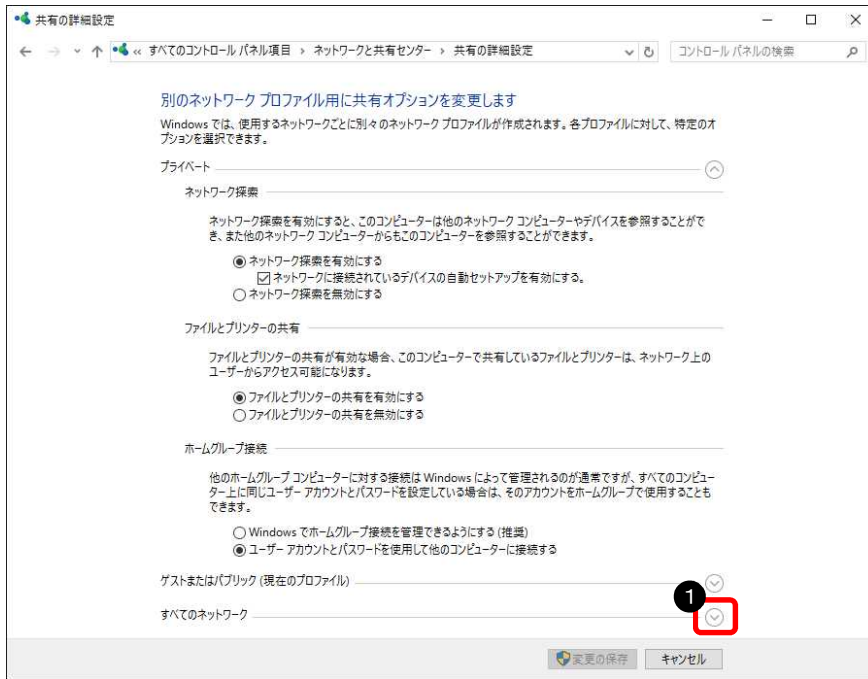 共有の詳細設定
« すべてのコントロール パネル項目 › ネットワークと共有センター › 共有の詳細設定
コントロール パネルの検索
別のネットワーク プロファイル用に共有オプションを変更します
Windows では、使用するネットワークごとに別々のネットワーク プロファイルが作成されます。各プロファイルに対して、特定のオ
プションを選択できます。
プライベート
ネットワーク探索
ネットワーク探索を有効にすると、このコンピューターは他のネットワーク コンピューターやデバイスを参照することがで
き、また他のネットワーク コンピューターからもこのコンピューターを参照することができます。
ネットワーク探索を有効にする
ネットワークに接続されているデバイスの自動セットアップを有効にする。
ネットワーク探索を無効にする
ファイルとプリンターの共有
ファイルとプリンターの共有が有効な場合、このコンピューターで共有しているファイルとプリンターは、ネットワーク上の
ユーザーからアクセス可能になります。
ファイルとプリンターの共有を有効にする
ファイルとプリンターの共有を無効にする
ホームグループ接続
他のホームグループ コンピューターに対する接続は Windows によって管理されるのが通常ですが、すべてのコンピュー
ター上に同じユーザー アカウントとパスワードを設定している場合は、そのアカウントをホームグループで使用することも
できます。
Windows でホームグループ接続を管理できるようにする (推奨)
ユーザー アカウントとパスワードを使用して他のコンピューターに接続する
ゲストまたはパブリック (現在のプロファイル)
1
すべてのネットワーク
変更の保存 キャンセル